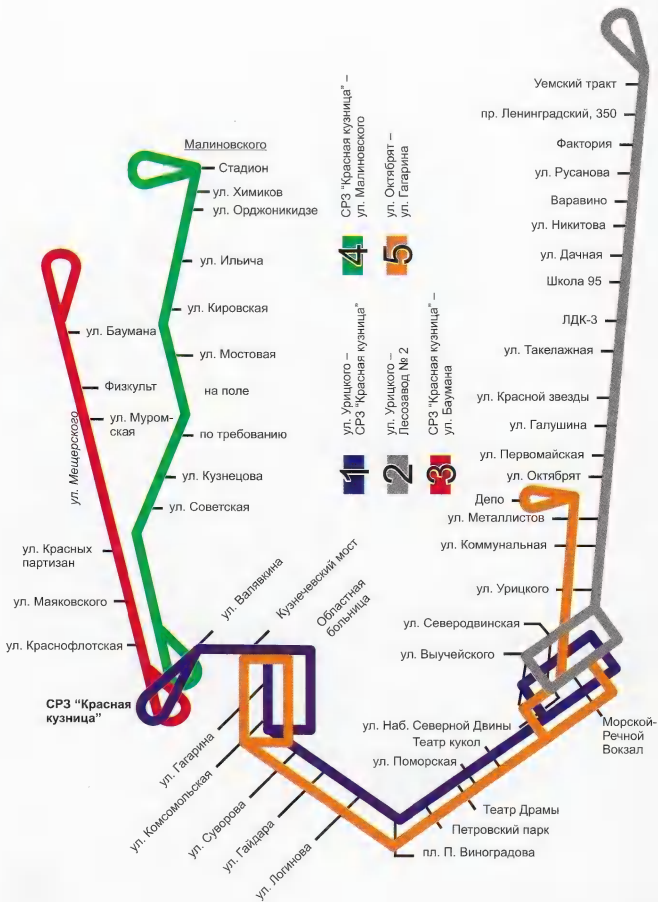 Малиновского
Стадион
ул. Химиков
ул. Орджоникидзе
ул. Ильича
ул. Кировская
ул. Мостовая
на поле
по требованию
ул. Кузнецова
ул. Советская
ул. Баумана
Физкульт
ул. Муром-
ская
ул. Мещерского
ул. Красных
партизан
ул. Маяковского
ул. Краснофлотская
СРЗ "Красная
кузница"
4
СРЗ "Красная кузница" –
ул. Малиновского
5
ул. Октябрят –
ул. Гагарина
1
ул. Урицкого –
СРЗ "Красная кузница"
2
ул. Урицкого –
Лесозавод № 2
3
СРЗ "Красная кузница" –
ул. Баумана
Уемский тракт
пр. Ленинградский, 350
Фактория
ул. Русанова
Варавино
ул. Никитова
ул. Дачная
Школа 95
ЛДК-3
ул. Такелажная
ул. Красной звезды
ул. Галушина
ул. Первомайская
ул. Октябрят
Депо
ул. Металлистов
ул. Коммунальная
ул. Урицкого
ул. Северодвинская
ул. Выучейского
ул. Валявкина
Кузнечевский мост
Областная
больница
ул. Гагарина
ул. Комсомольская
ул. Суворова
ул. Гайдара
ул. Логинова
ул. Наб. Северной Двины
Театр кукол
ул. Поморская
Морской-
Речной
Вокзал
Театр Драмы
Петровский парк
пл. П. Виноградова